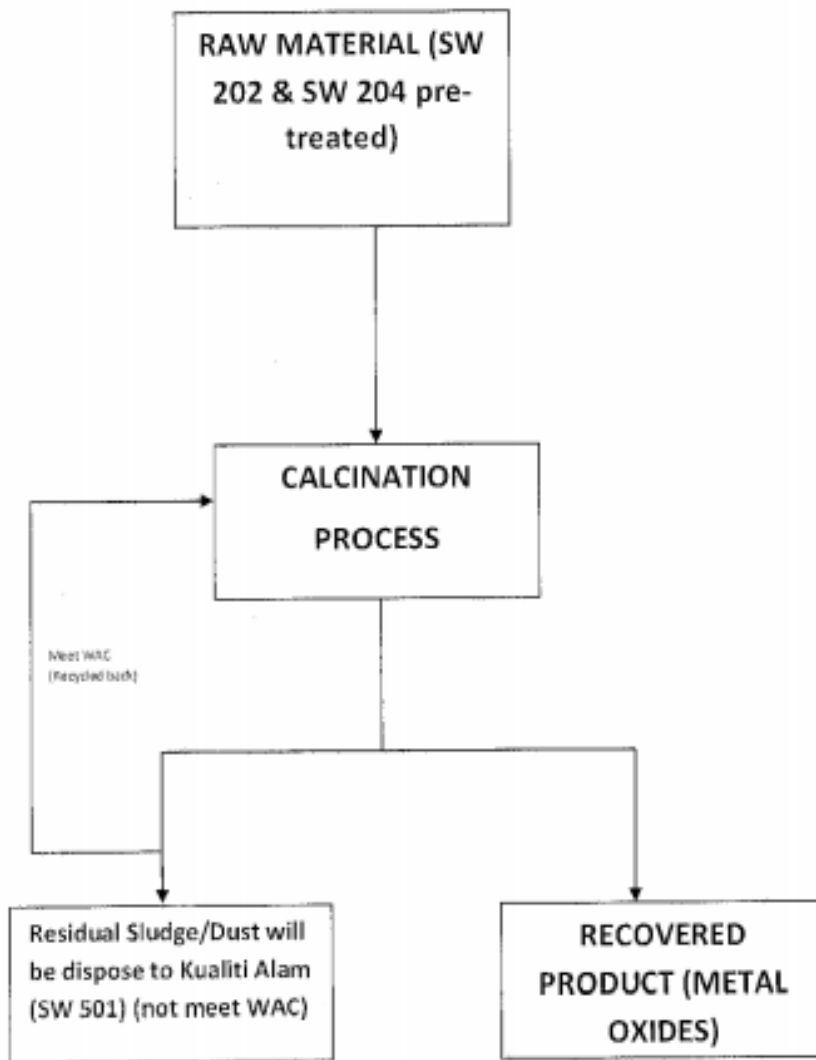 RAW MATERIAL (SW
202 & SW 204 pre-
treated)
CALCINATION
PROCESS
Meet WAC
(Recycled back)
Residual Sludge/Dust will
be dispose to Kualiti Alam
(SW 501) (not meet WAC)
RECOVERED
PRODUCT (METAL
OXIDES)